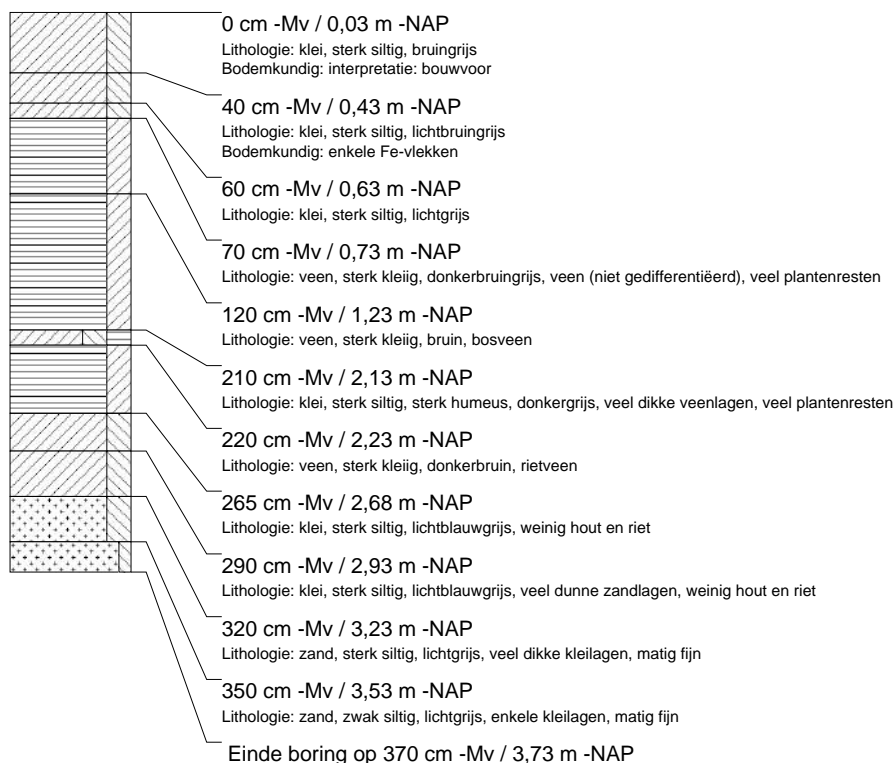 0 cm -Mv / 0,03 m -NAP
Lithologie: klei, sterk siltig, bruingrijs
Bodemkundig: interpretatie: bouwvoor
40 cm -Mv / 0,43 m -NAP
Lithologie: klei, sterk siltig, lichtbruingrijs
Bodemkundig: enkele Fe-vlekken
60 cm -Mv / 0,63 m -NAP
Lithologie: klei, sterk siltig, lichtgrijs
70 cm -Mv / 0,73 m -NAP
Lithologie: veen, sterk kleiig, donkerbruingrijs, veen (niet gedifferentiëerd), veel plantenresten
120 cm -Mv / 1,23 m -NAP
Lithologie: veen, sterk kleiig, bruin, bosveen
210 cm -Mv / 2,13 m -NAP
Lithologie: klei, sterk siltig, sterk humeus, donkergrijs, veel dikke veenlagen, veel plantenresten
220 cm -Mv / 2,23 m -NAP
Lithologie: veen, sterk kleiig, donkerbruin, rietveen
265 cm -Mv / 2,68 m -NAP
Lithologie: klei, sterk siltig, lichtblauwgrijs, weinig hout en riet
290 cm -Mv / 2,93 m -NAP
Lithologie: klei, sterk siltig, lichtblauwgrijs, veel dunne zandlagen, weinig hout en riet
320 cm -Mv / 3,23 m -NAP
Lithologie: zand, sterk siltig, lichtgrijs, veel dikke kleilagen, matig fijn
350 cm -Mv / 3,53 m -NAP
Lithologie: zand, zwak siltig, lichtgrijs, enkele kleilagen, matig fijn
Einde boring op 370 cm -Mv / 3,73 m -NAP